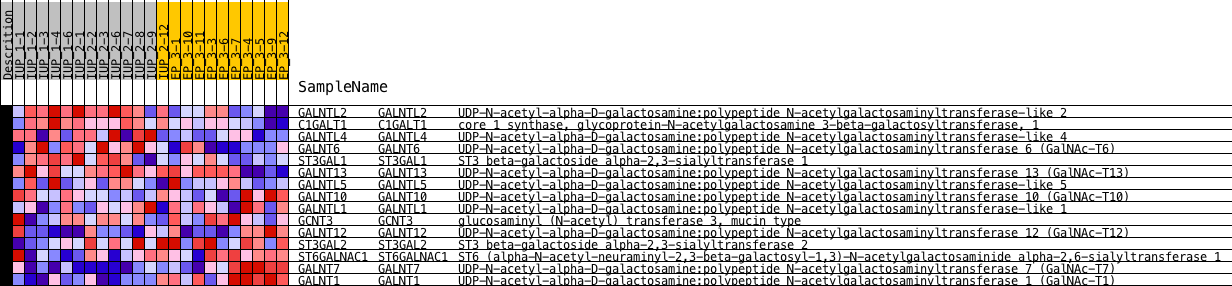 Descrition
IUP_1-1
IUP_1-2
IUP_1-3
IUP_1-4
IUP_1-6
IUP_2-1
IUP_2-2
IUP_2-3
IUP_2-6
IUP_2-7
IUP_2-8
IUP_2-9
IUP_2-12
EP_3-1
EP_3-10
EP_3-11
EP_3-3
EP_3-6
EP_3-7
EP_3-4
EP_3-5
EP_3-9
EP_3-12
SampleName
GALNTL2 GALNTL2 UDP-N-acetyl-alpha-D-galactosamine:polypeptide N-acetylgalactosaminyltransferase-like 2
C1GALT1 C1GALT1 core 1 synthase, glycoprotein-N-acetylgalactosamine 3-beta-galactosyltransferase, 1
GALNTL4 GALNTL4 UDP-N-acetyl-alpha-D-galactosamine:polypeptide N-acetylgalactosaminyltransferase-like 4
GALNT6 GALNT6 UDP-N-acetyl-alpha-D-galactosamine:polypeptide N-acetylgalactosaminyltransferase 6 (GalNAc-T6)
ST3GAL1 ST3GAL1 ST3 beta-galactoside alpha-2,3-sialyltransferase 1
GALNT13 GALNT13 UDP-N-acetyl-alpha-D-galactosamine:polypeptide N-acetylgalactosaminyltransferase 13 (GalNAc-T13)
GALNTL5 GALNTL5 UDP-N-acetyl-alpha-D-galactosamine:polypeptide N-acetylgalactosaminyltransferase-like 5
GALNT10 GALNT10 UDP-N-acetyl-alpha-D-galactosamine:polypeptide N-acetylgalactosaminyltransferase 10 (GalNAc-T10)
GALNTL1 GALNTL1 UDP-N-acetyl-alpha-D-galactosamine:polypeptide N-acetylgalactosaminyltransferase-like 1
GCNT3 GCNT3 glucosaminyl (N-acetyl) transferase 3, mucin type
GALNT12 GALNT12 UDP-N-acetyl-alpha-D-galactosamine:polypeptide N-acetylgalactosaminyltransferase 12 (GalNAc-T12)
ST3GAL2 ST3GAL2 ST3 beta-galactoside alpha-2,3-sialyltransferase 2
ST6GALNAC1 ST6GALNAC1 ST6 (alpha-N-acetyl-neuraminyl-2,3-beta-galactosyl-1,3)-N-acetylgalactosaminide alpha-2,6-sialyltransferase 1
GALNT7 GALNT7 UDP-N-acetyl-alpha-D-galactosamine:polypeptide N-acetylgalactosaminyltransferase 7 (GalNAc-T7)
GALNT1 GALNT1 UDP-N-acetyl-alpha-D-galactosamine:polypeptide N-acetylgalactosaminyltransferase 1 (GalNAc-T1)